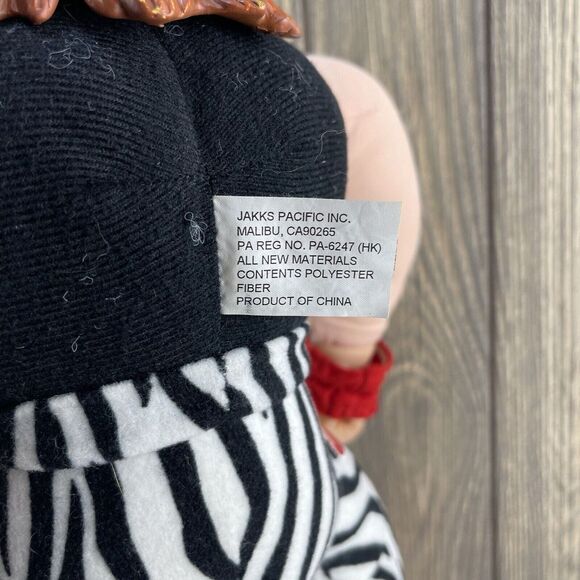 JAKKS PACIFIC INC.
MALIBU, CA90265
PA REG NO. PA-6247 (HK)
ALL NEW MATERIALS
CONTENTS POLYESTER
FIBER
PRODUCT OF CHINA